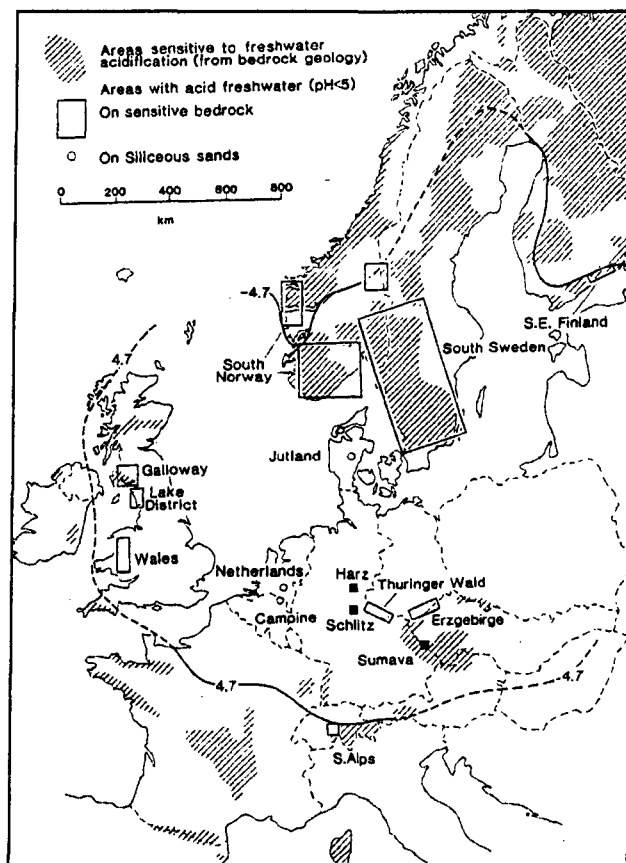 Areas sensitive to freshwater
acidification (from bedrock geology)
Areas with acid freshwater (pH<5)
On sensitive bedrock
On Siliceous sands
0 200 400 600 800
km
-4.7
4.7
South
Norway
S.E. Finland
South Sweden
Jutland
Galloway
Lake
District
Wales
Netherlands
Campine
Harz
Schlitz
Thuringer Wald
Erzgebirge
Sumava
4.7
4.7
S.Alps